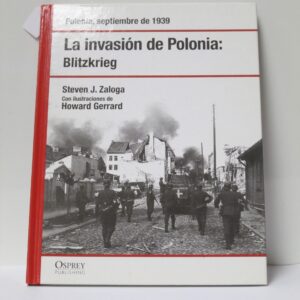 Polonia, septiembre de 1939
La invasión de Polonia:
Blitzkrieg
Steven J. Zaloga
Con ilustraciones de
Howard Gerrard
OSPREY
PUBLISHING